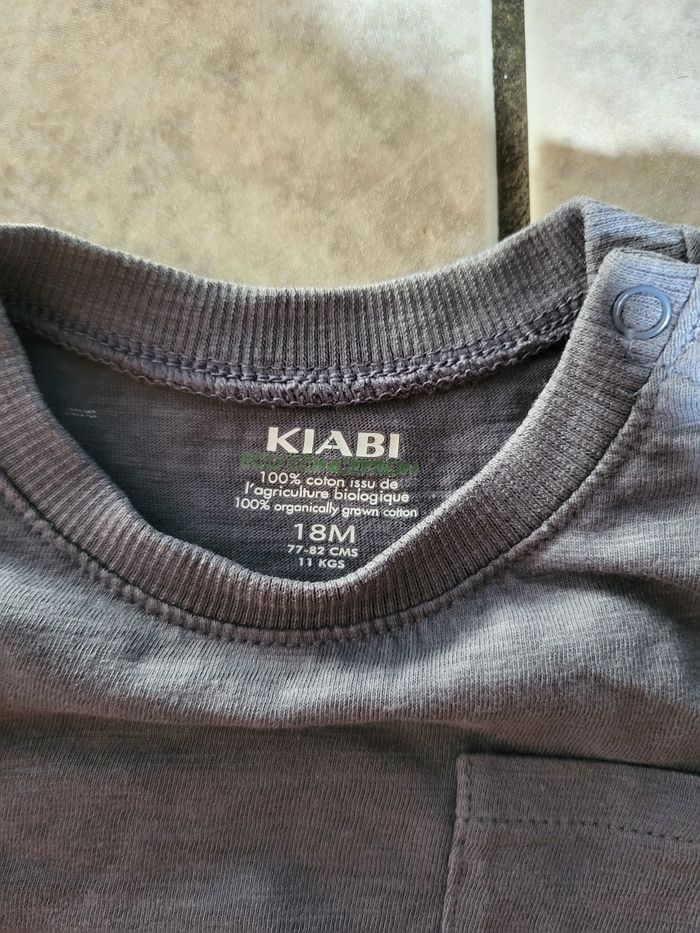 KIABI
100% coton issu de
l'agriculture biologique
100% organically grown cotton
18M
77-82 CMS
11 KGS